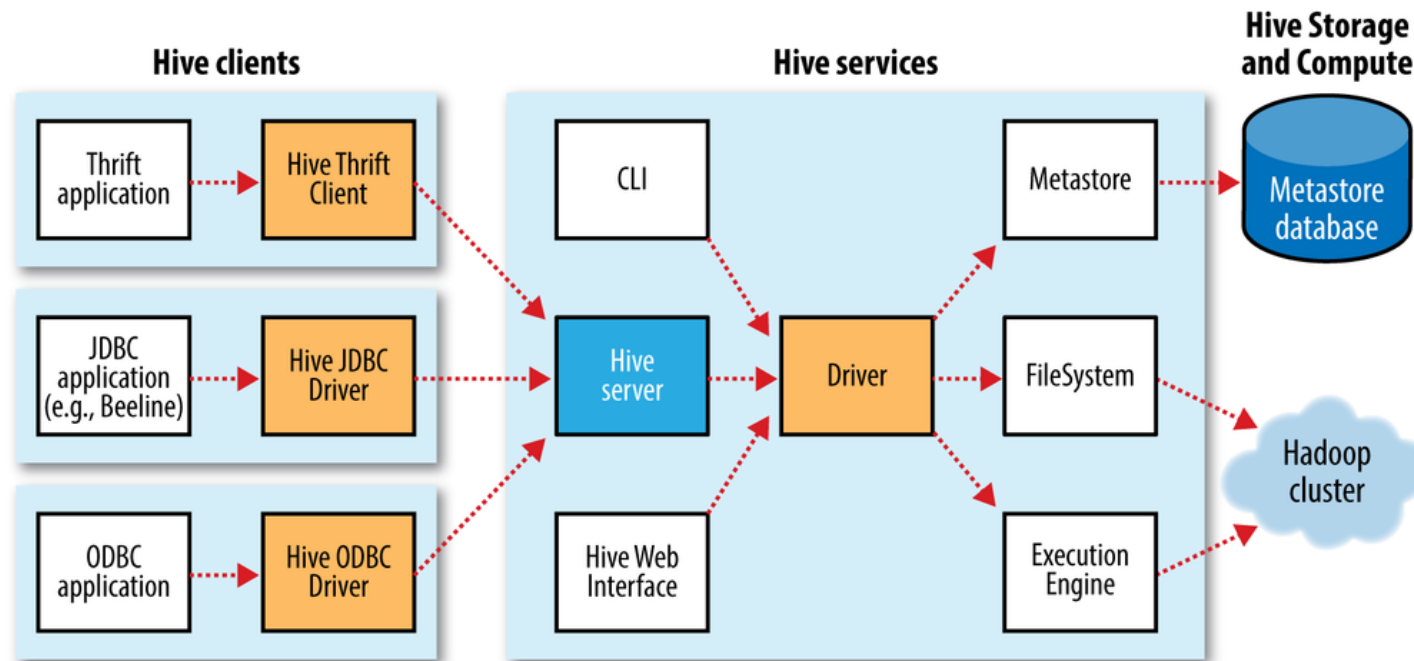 Hive clients
Hive services
Hive Storage
and Compute
Thrift
application
Hive Thrift
Client
CLI
Metastore
Metastore
database
JDBC
application
(e.g., Beeline)
Hive JDBC
Driver
Hive
server
Driver
FileSystem
Hadoop
cluster
ODBC
application
Hive ODBC
Driver
Hive Web
Interface
Execution
Engine